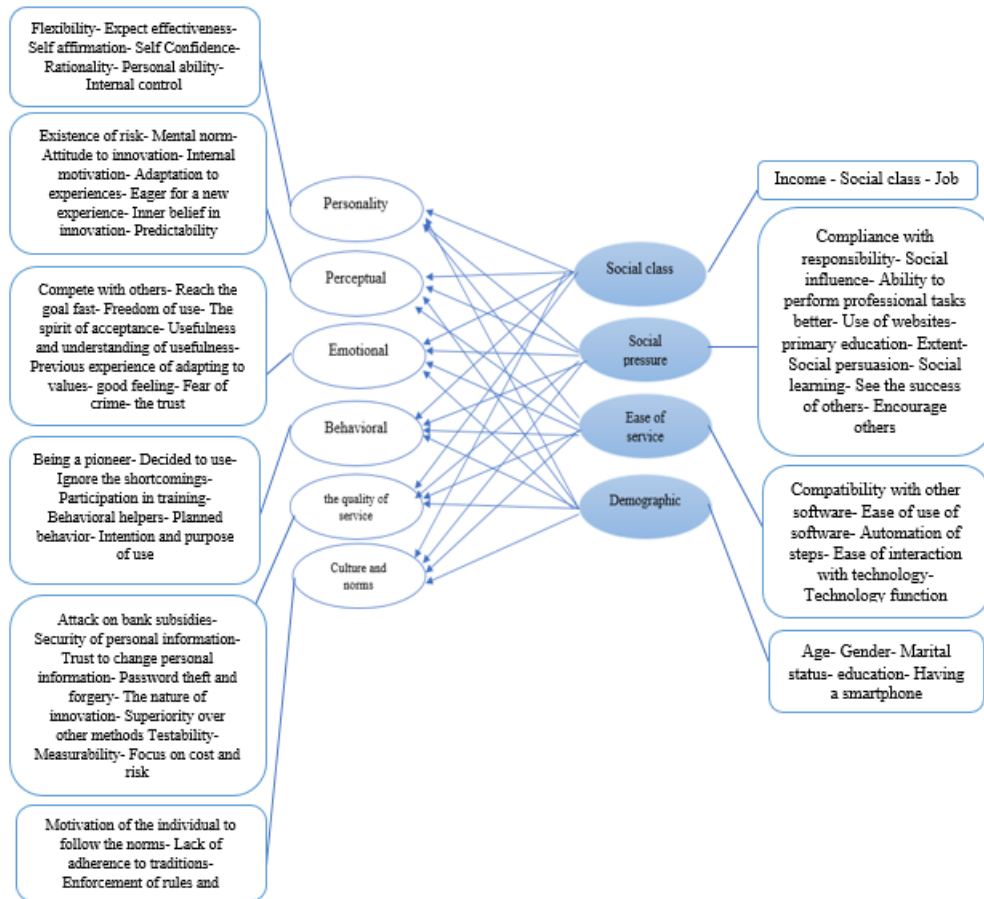 Flexibility- Expect effectiveness-
Self affirmation- Self Confidence-
Rationality- Personal ability-
Internal control
Existence of risk- Mental norm-
Attitude to innovation- Internal
motivation- Adaptation to
experiences- Eager for a new
experience- Inner belief in
innovation- Predictability
Compete with others- Reach the
goal fast- Freedom of use- The
spirit of acceptance- Usefulness
and understanding of usefulness-
Previous experience of adapting to
values- good feeling- Fear of
crime- the trust
Being a pioneer- Decided to use-
Ignore the shortcomings-
Participation in training-
Behavioral helpers- Planned
behavior- Intention and purpose
of use
Attack on bank subsidies-
Security of personal information-
Trust to change personal
information- Password theft and
forgery- The nature of
innovation- Superiority over
other methods Testability-
Measurability- Focus on cost and
risk
Motivation of the individual to
follow the norms- Lack of
adherence to traditions-
Enforcement of rules and
Personality
Perceptual
Emotional
Behavioral
the quality of
service
Culture and
norms
Social class
Social
pressure
Ease of
service
Demographic
Income - Social class - Job
Compliance with
responsibility- Social
influence- Ability to
perform professional tasks
better- Use of websites-
primary education- Extent-
Social persuasion- Social
learning- See the success
of others- Encourage
others
Compatibility with other
software- Ease of use of
software- Automation of
steps- Ease of interaction
with technology-
Technology function
Age- Gender- Marital
status- education- Having
a smartphone